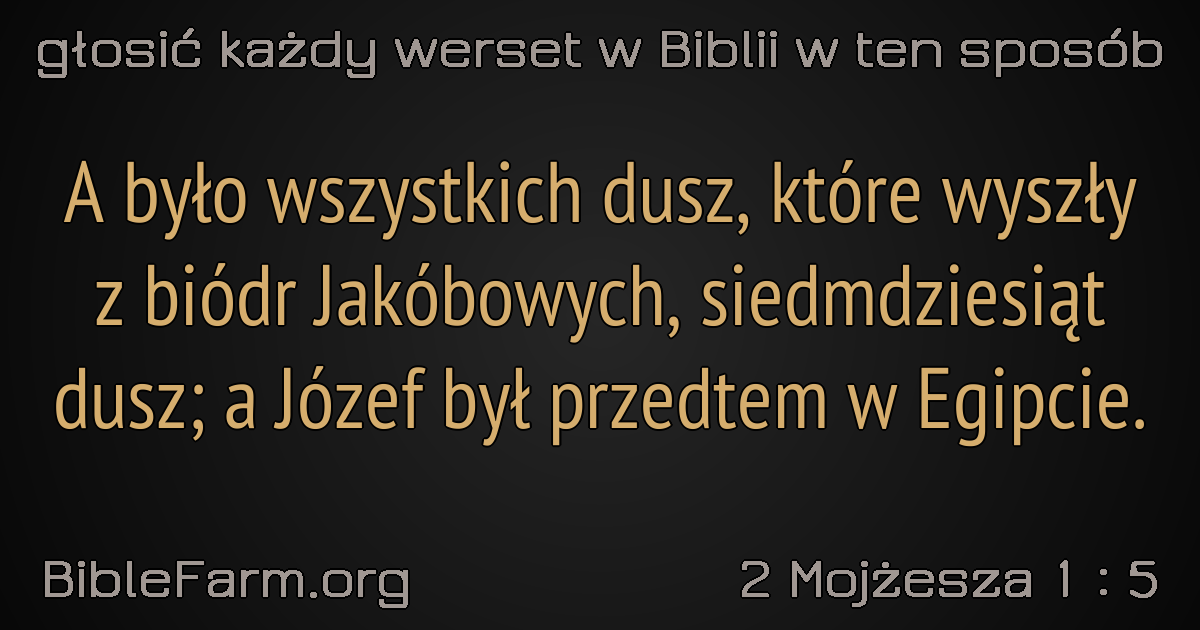 głosić każdy werset w Biblii w ten sposób
A było wszystkich dusz, które wyszły
z biódr Jakóbowych, siedmdziesiąt
dusz; a Józef był przedtem w Egipcie.
BibleFarm.org
2 Mojżesza 1 : 5